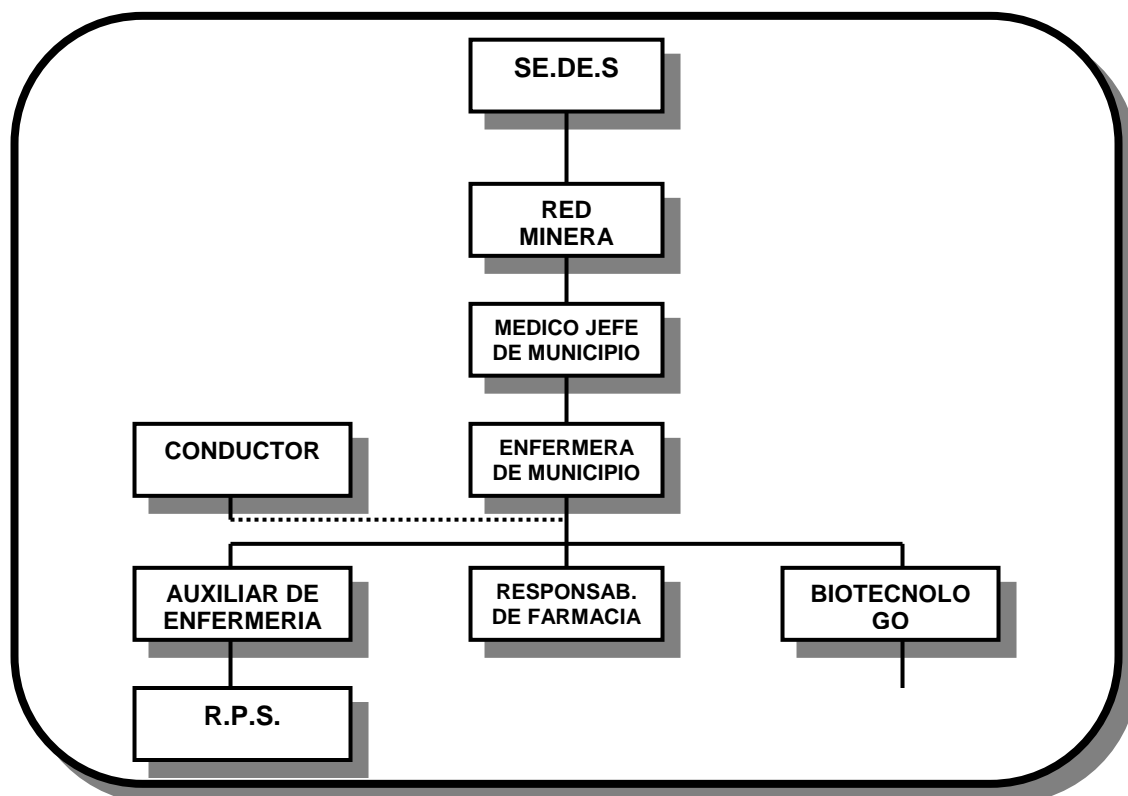 SE.DE.S
RED
MINERA
MEDICO JEFE
DE MUNICIPIO
CONDUCTOR
ENFERMERA
DE MUNICIPIO
AUXILIAR DE
ENFERMERIA
RESPONSAB.
DE FARMACIA
BIOTECNOLO
GO
R.P.S.